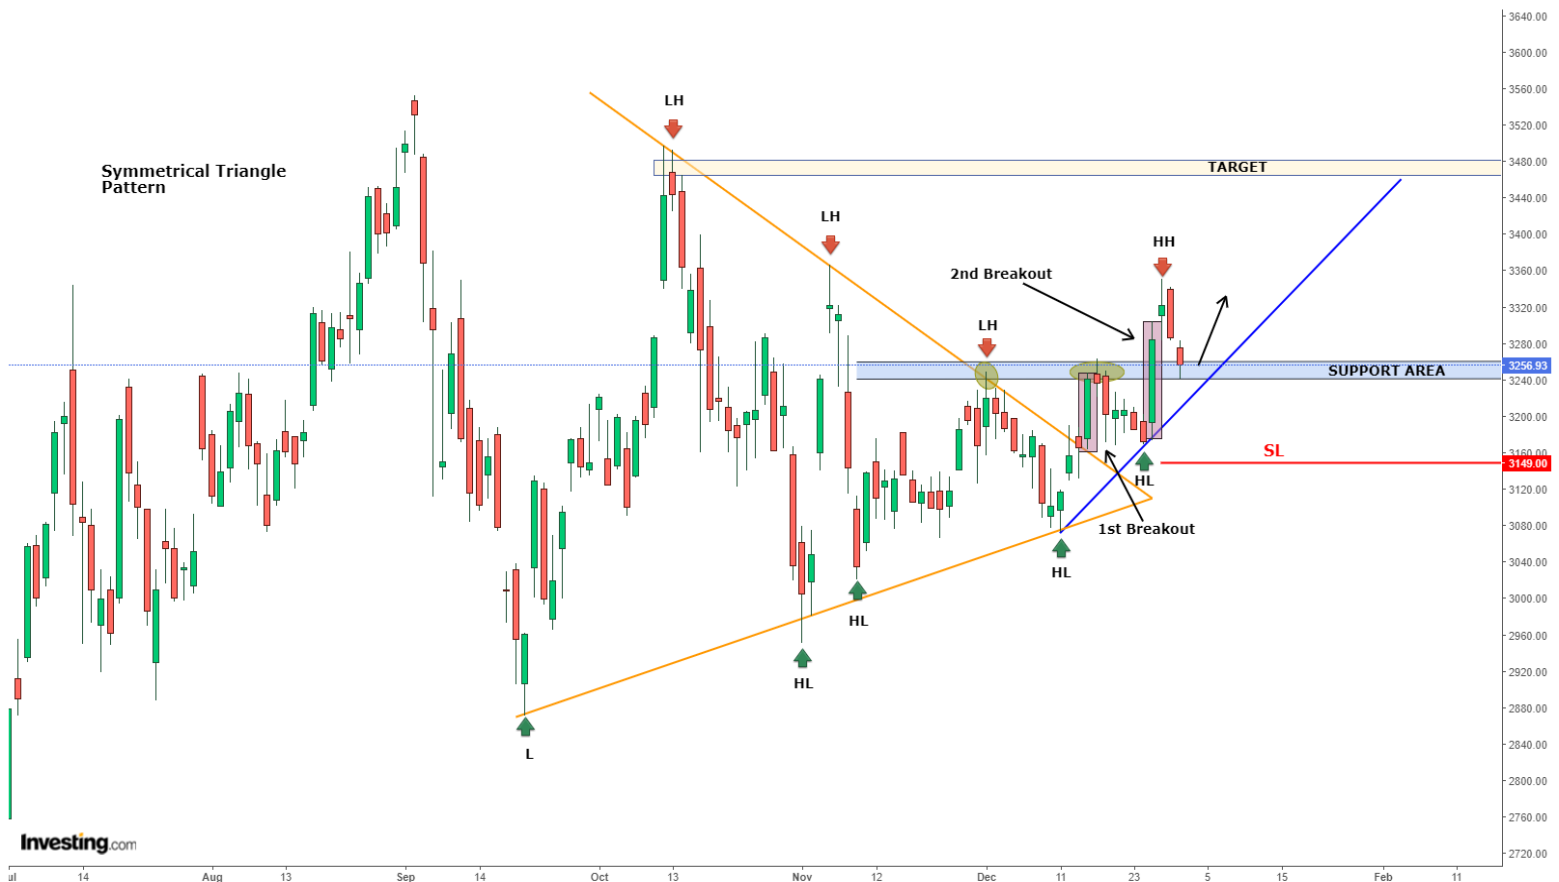 3640.00
3600.00
3560.00
LH
3520.00
Symmetrical Triangle
Pattern
TARGET
3480.00
3440.00
LH
3400.00
HH
2nd Breakout
3360.00
3320.00
LH
3280.00
SUPPORT AREA
3256.93
3240.00
3200.00
SL
3149.00
HL
3120.00
1st Breakout
3080.00
HL
3040.00
HL
3000.00
2960.00
HL
2920.00
2880.00
L
2840.00
2800.00
2760.00
Investing.com
2720.00
14 Aug 13 Sep 14 Oct 13 Nov 12 Dec 11 23 5 15 Feb 11